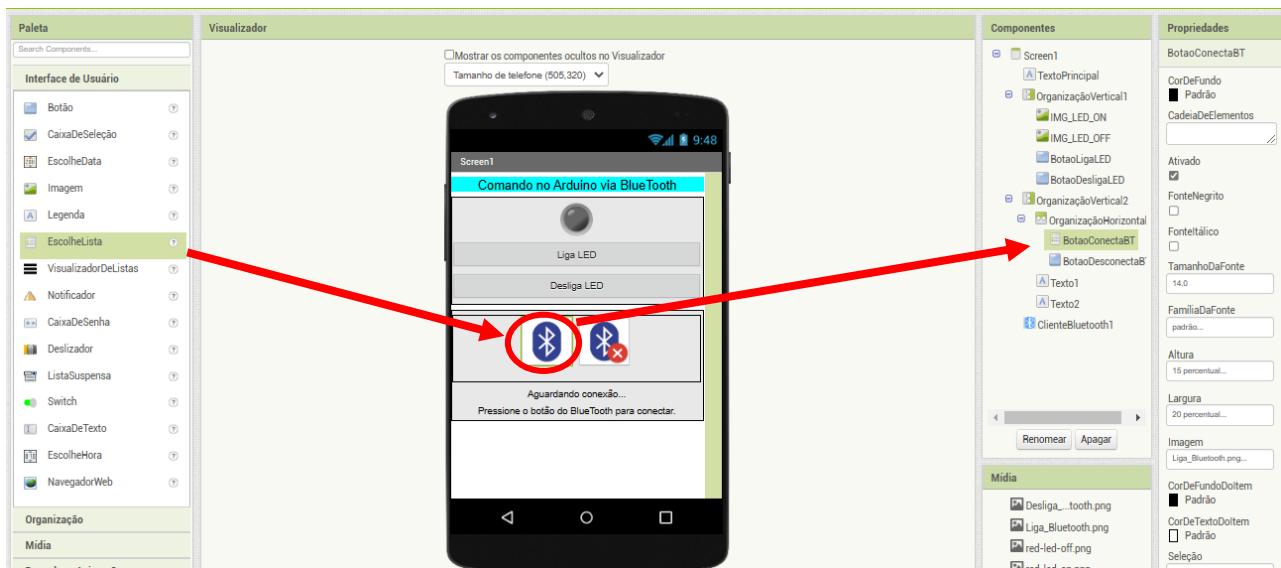 Paleta
Search Components...
Interface de Usuário
Botão
CaixaDeSeleção
EscolheData
Imagem
Legenda
EscolheLista
VisualizadorDeListas
Notificador
CaixaDeSenha
Deslizador
ListaSuspensa
Switch
CaixaDeTexto
EscolheHora
NavegadorWeb
Organização
Mídia
Visualizador
Mostrar os componentes ocultos no Visualizador
Tamanho de telefone (505,320)
9:48
Screen1
Comando no Arduino via BlueTooth
Liga LED
Desliga LED
Aguardando conexão...
Pressione o botão do BlueTooth para conectar.
Componentes
Screen1
TextoPrincipal
OrganizaçãoVertical1
IMG_LED_ON
IMG_LED_OFF
BotaoLigaLED
BotaoDesligaLED
OrganizaçãoVertical2
OrganizaçãoHorizontal
BotaoConectaBT
BotaoDesconectaB
Texto1
Texto2
ClienteBluetooth1
Renomear Apagar
Mídia
Desliga_...tooth.png
Liga_Bluetooth.png
red-led-off.png
Propriedades
BotaoConectaBT
CorDeFundo
Padrão
CadeiaDeElementos
Ativado
FonteNegrito
FonteItálico
TamanhoDaFonte
14.0
FamíliaDaFonte
padrão...
Altura
15 percentual...
Largura
20 percentual...
Imagem
Liga_Bluetooth.png...
CorDeFundoDoItem
Padrão
CorDeTextoDoItem
Padrão
Seleção